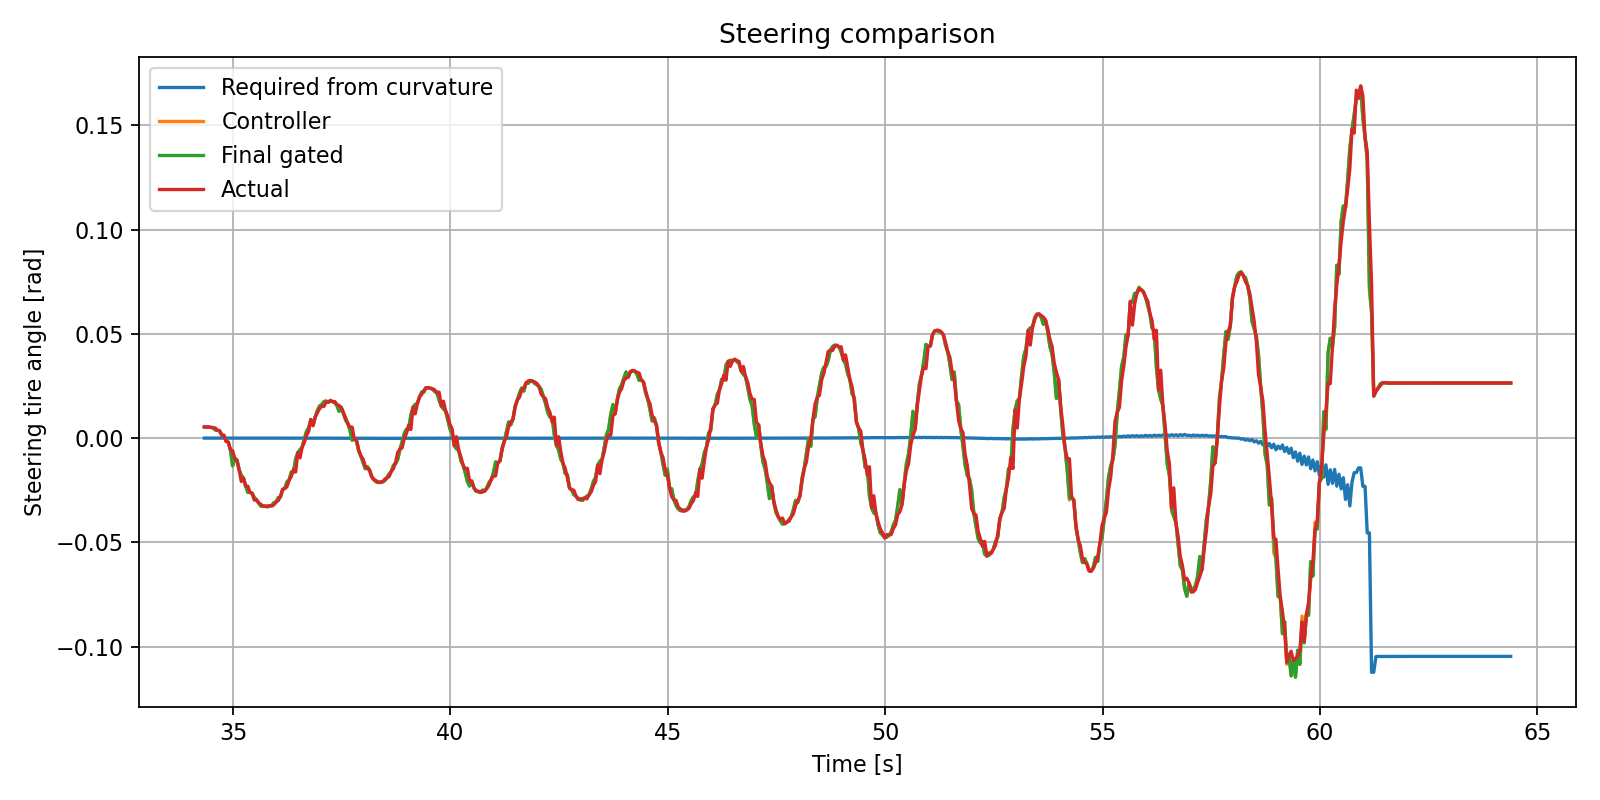 Steering comparison
Required from curvature
Controller
Final gated
Actual
0.15
0.10
0.05
0.00
−0.05
−0.10
Steering tire angle [rad]
35 40 45 50 55 60 65
Time [s]